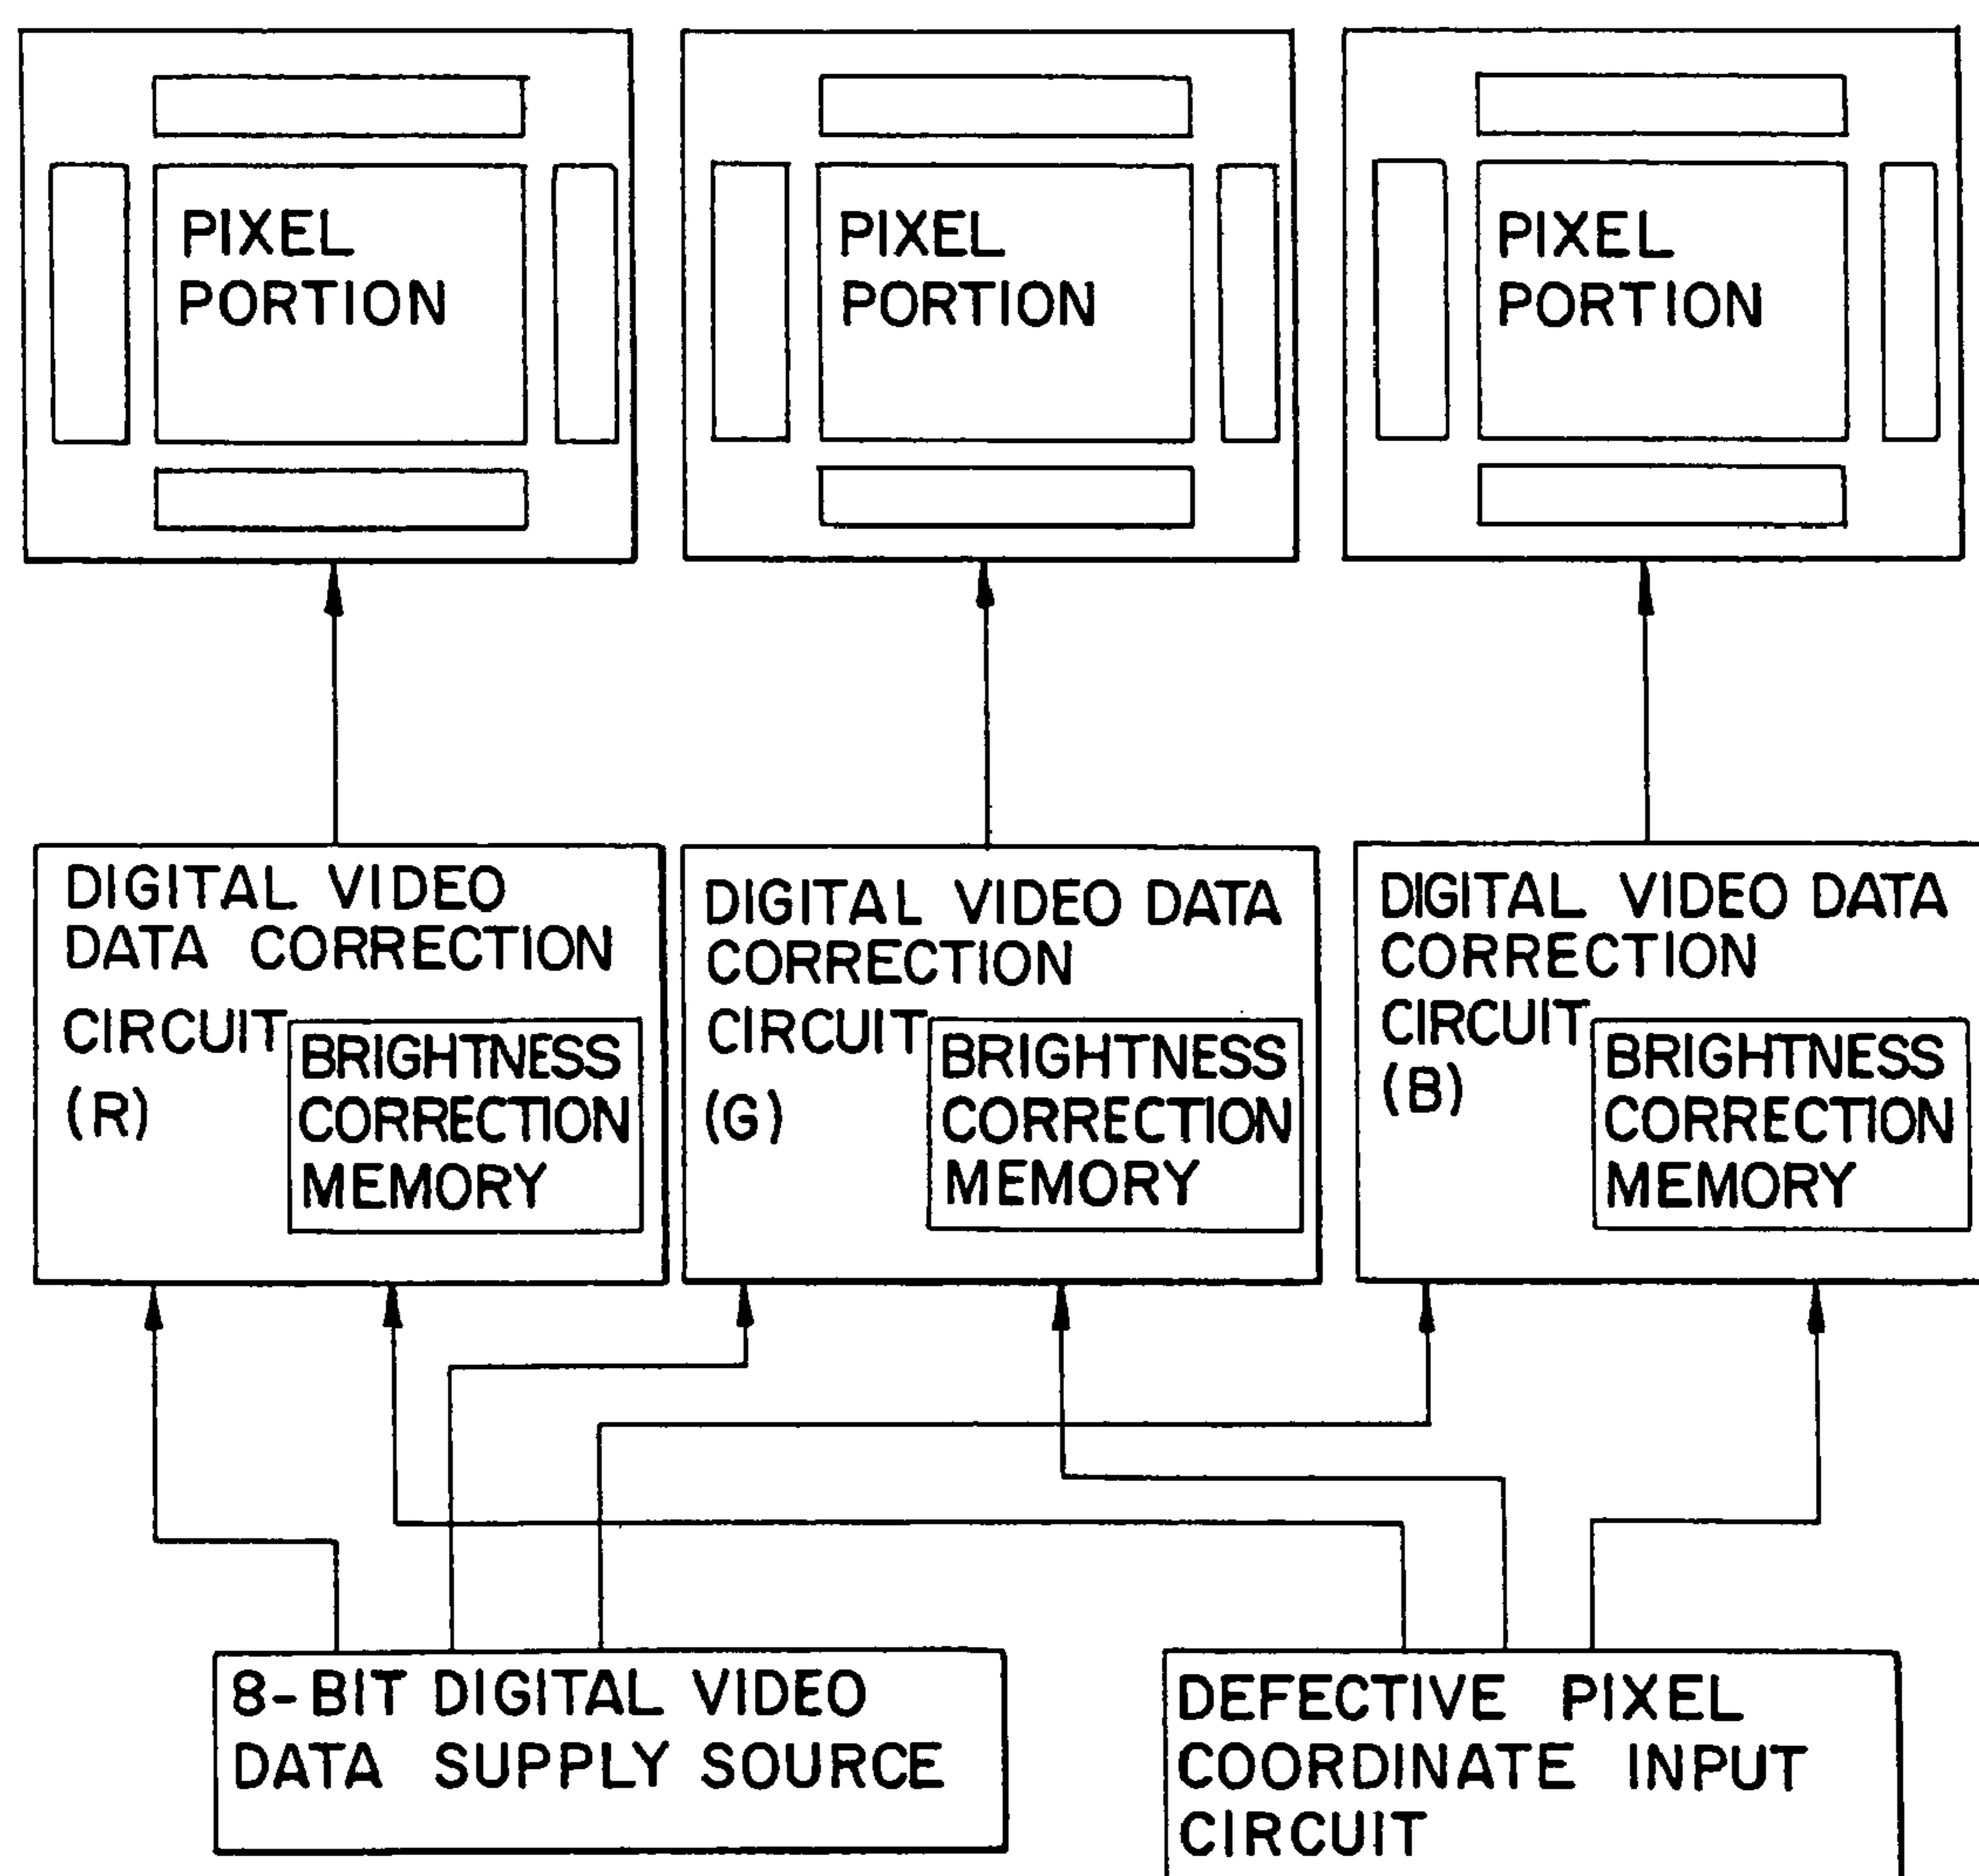 PIXEL
PORTION
PIXEL
PORTION
PIXEL
PORTION
DIGITAL VIDEO
DATA CORRECTION
CIRCUIT
(R)
BRIGHTNESS
CORRECTION
MEMORY
DIGITAL VIDEO DATA
CORRECTION
CIRCUIT
(G)
BRIGHTNESS
CORRECTION
MEMORY
DIGITAL VIDEO DATA
CORRECTION
CIRCUIT
(B)
BRIGHTNESS
CORRECTION
MEMORY
8-BIT DIGITAL VIDEO
DATA SUPPLY SOURCE
DEFECTIVE PIXEL
COORDINATE INPUT
CIRCUIT